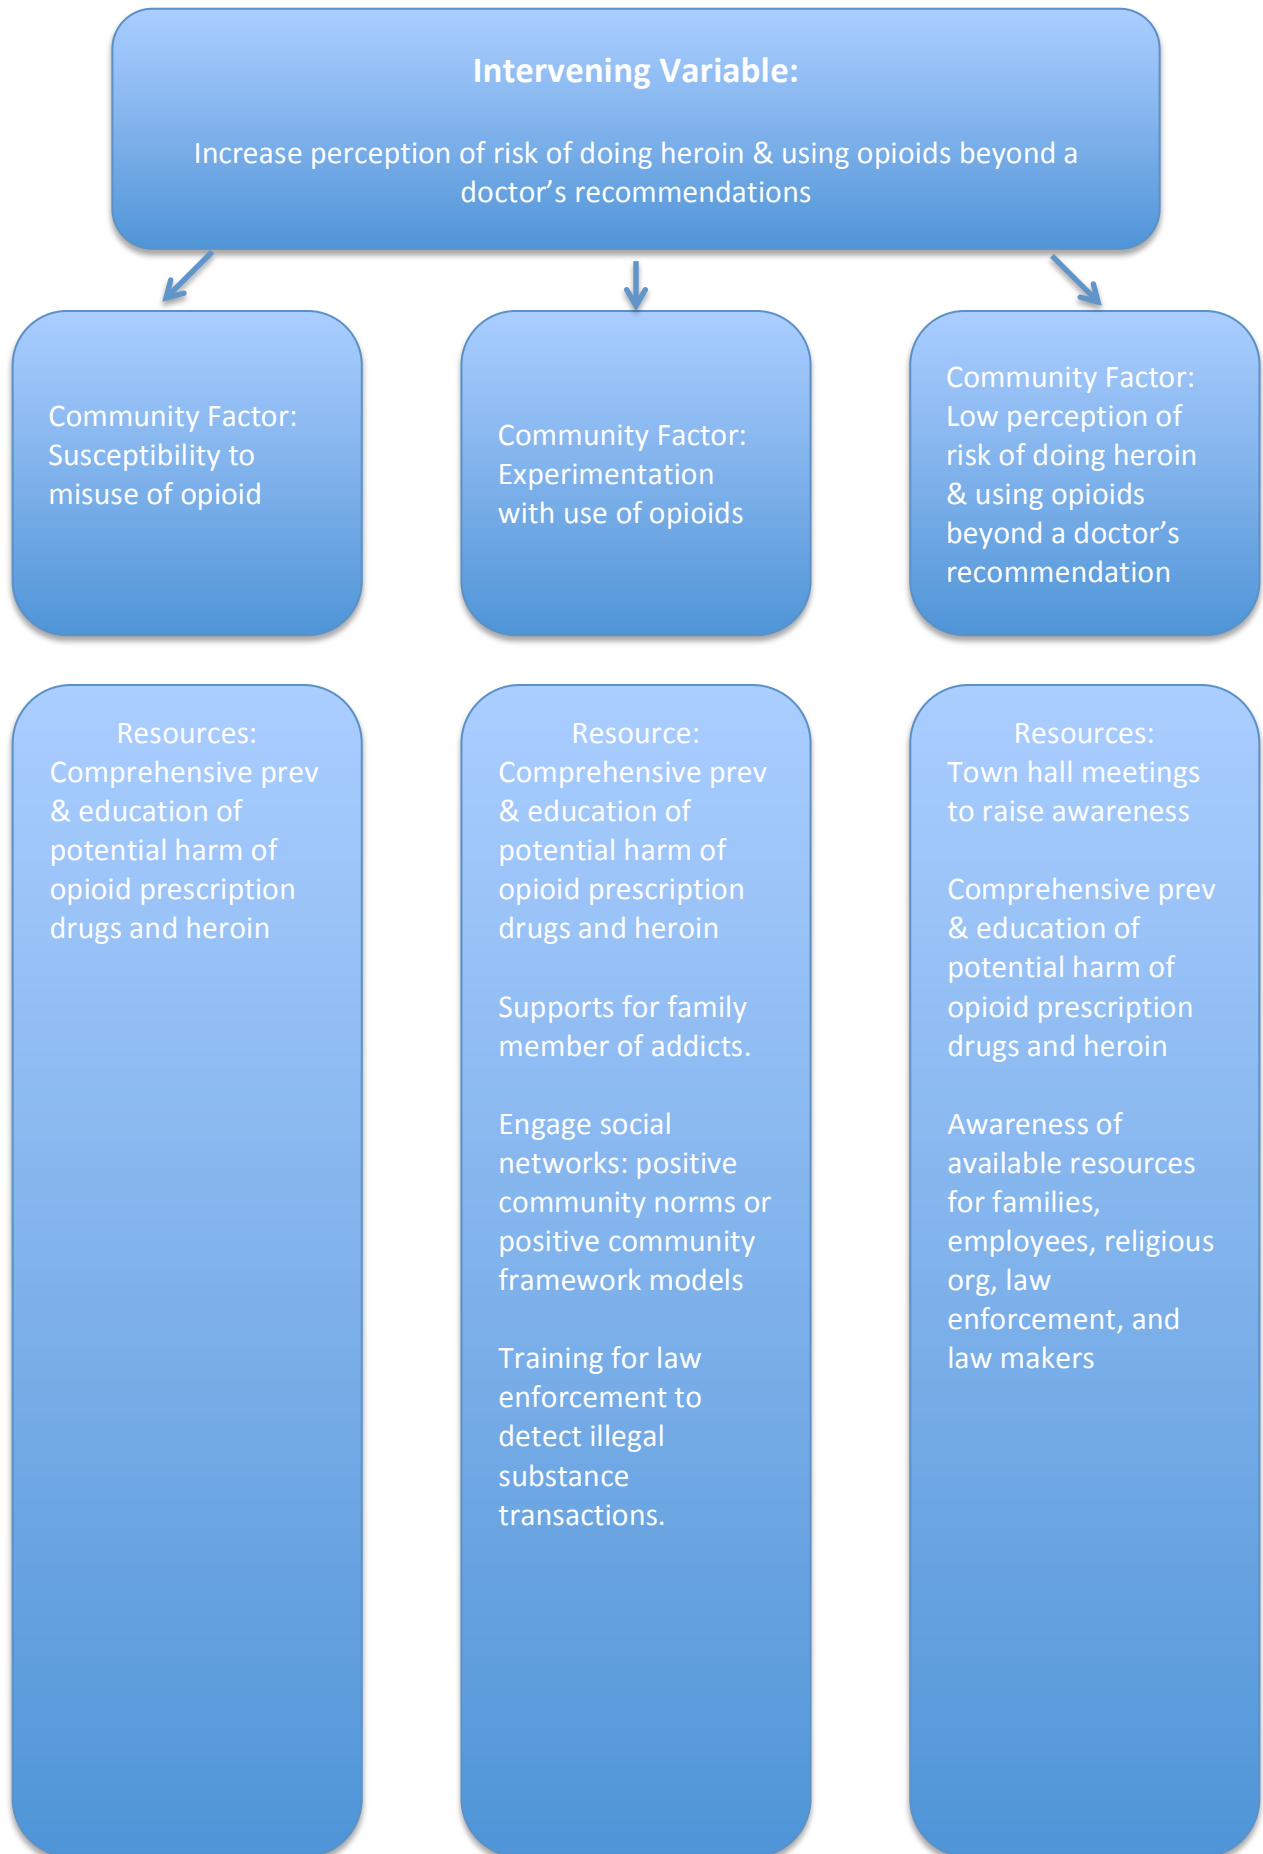 Intervening Variable:
Increase perception of risk of doing heroin & using opioids beyond a
doctor’s recommendations
Community Factor:
Susceptibility to
misuse of opioid
Community Factor:
Experimentation
with use of opioids
Community Factor:
Low perception of
risk of doing heroin
& using opioids
beyond a doctor’s
recommendation
Resources:
Comprehensive prev
& education of
potential harm of
opioid prescription
drugs and heroin
Resource:
Comprehensive prev
& education of
potential harm of
opioid prescription
drugs and heroin
Supports for family
member of addicts.
Engage social
networks: positive
community norms or
positive community
framework models
Training for law
enforcement to
detect illegal
substance
transactions.
Resources:
Town hall meetings
to raise awareness
Comprehensive prev
& education of
potential harm of
opioid prescription
drugs and heroin
Awareness of
available resources
for families,
employees, religious
org, law
enforcement, and
law makers